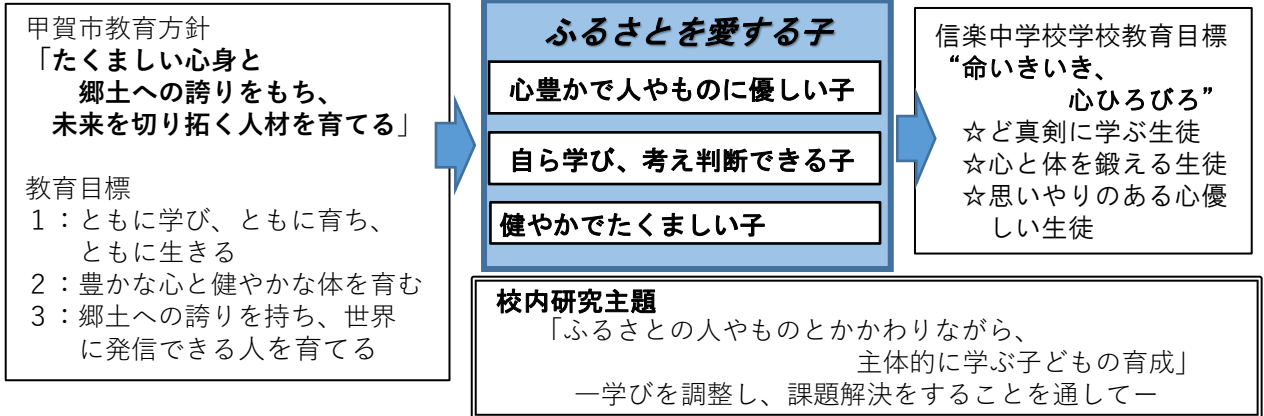 甲賀市教育方針
「たくましい心身と
郷土への誇りをもち、
未来を切り拓く人材を育てる」
教育目標
１：ともに学び、ともに育ち、
ともに生きる
２：豊かな心と健やかな体を育む
３：郷土への誇りを持ち、世界
に発信できる人を育てる
ふるさとを愛する子
心豊かで人やものに優しい子
自ら学び、考え判断できる子
健やかでたくましい子
信楽中学校学校教育目標
“命いきいき、
心ひろびろ”
☆ど真剣に学ぶ生徒
☆心と体を鍛える生徒
☆思いやりのある心優
しい生徒
校内研究主題
「ふるさとの人やものとかかわりながら、
主体的に学ぶ子どもの育成」
―学びを調整し、課題解決をすることを通してー